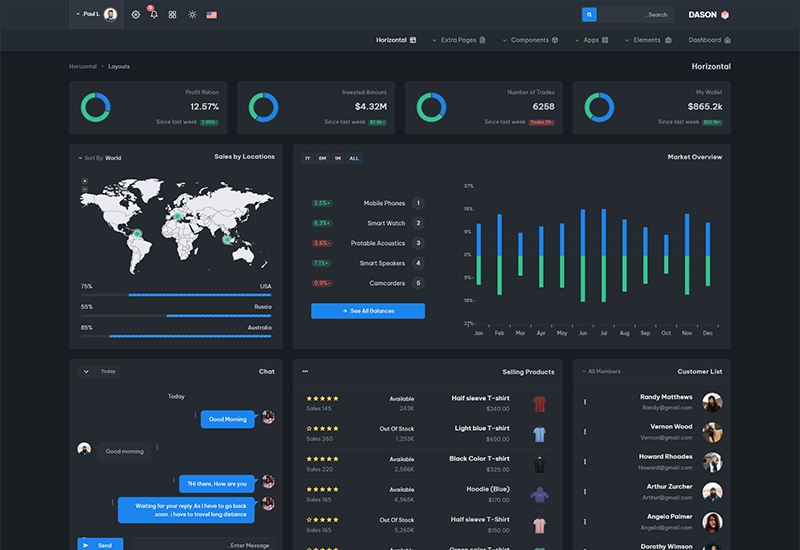 DASON
Search...
8
Paul L.
Dashboard
Elements
Apps
Components
Extra Pages
Horizontal
Horizontal
Horizontal > Layouts
My Wallet
$865.2k
Since last week
Number of Trades
6258
Since last week
Invested Amount
$4.32M
Since last week
Profit Ration
12.57%
Since last week
Market Overview
ALL 1M 6M 1Y
1 Mobile Phones
2 Smart Watch 8.3%+
3 Protable Acoustics 3.6%-
4 Smart Speakers 7.1%+
5 Camcorders 0.9%-
See All Balances
27%
18%
9%
0%
9%-
18%-
27%-
Jan Feb Mar Apr May Jun Jul Aug Sep Oct Nov Dec
Sales by Locations
Sort By: World
USA 75%
Russia 55%
Australia 85%
Customer List
All Members
Randy Matthews
Randy@gmail.com
Vernon Wood
Vernon@gmail.com
Howard Rhoades
Howard@gmail.com
Arthur Zurcher
Arthur@gmail.com
Angela Palmer
Angela@gmail.com
Dorothy Wimson
Selling Products
Half sleeve T-shirt Available
$240.00 243K Sales 145
Light blue T-shirt Out Of Stock
$650.00 1,253K Sales 260
Black Color T-shirt Available
$325.00 2,586K Sales 220
Hoodie (Blue) Available
$170.00 4,565K Sales 165
Half sleeve T-shirt Out Of Stock
$150.00 5,265K Sales 165
Green color T-shirt
Chat
Today
Today
Good Morning
Good morning
?Hi there, How are you
Waiting for your reply.As I have to go back
.soon. i have to travel long distance
Enter Message...
Send